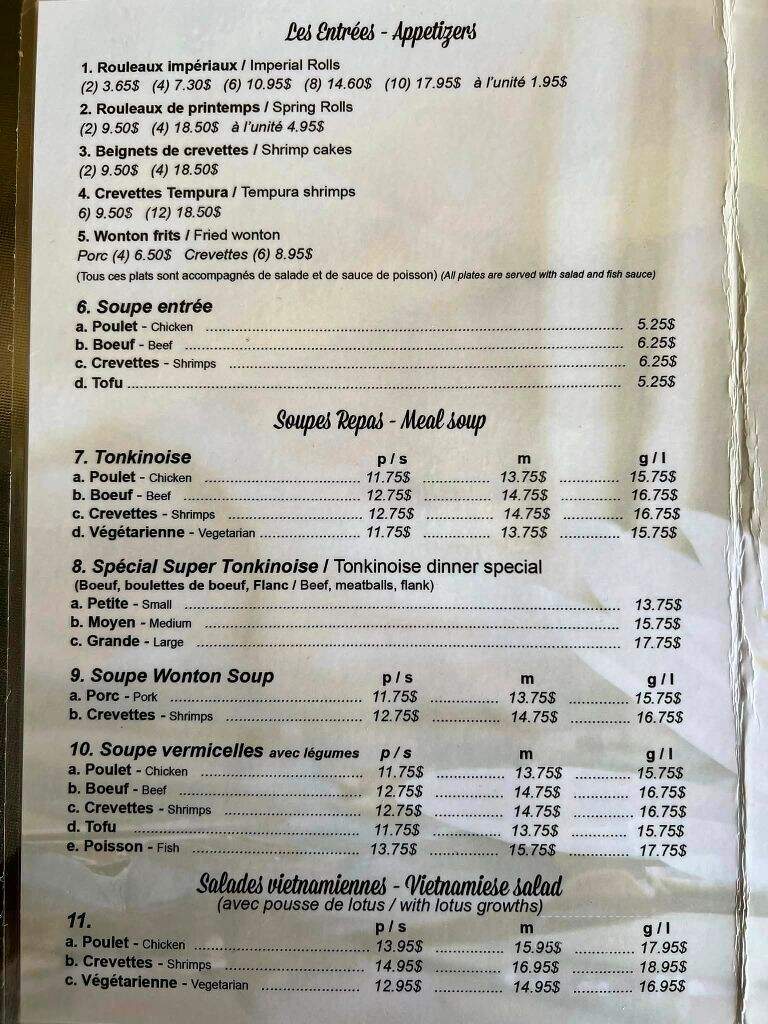 Les Entrées - Appetizers
1. Rouleaux impériaux / Imperial Rolls
(2) 3.65$ (4) 7.30$ (6) 10.95$ (8) 14.60$ (10) 17.95$ à l'unité 1.95$
2. Rouleaux de printemps / Spring Rolls
(2) 9.50$ (4) 18.50$ à l'unité 4.95$
3. Beignets de crevettes / Shrimp cakes
(2) 9.50$ (4) 18.50$
4. Crevettes Tempura / Tempura shrimps
6) 9.50$ (12) 18.50$
5. Wonton frits / Fried wonton
Porc (4) 6.50$ Crevettes (6) 8.95$
(Tous ces plats sont accompagnés de salade et de sauce de poisson) (All plates are served with salad and fish sauce)
6. Soupe entrée
a. Poulet - Chicken 5.25$
b. Boeuf - Beef 6.25$
c. Crevettes - Shrimps 6.25$
d. Tofu 5.25$
Soupes Repas - Meal soup
7. Tonkinoise p / s m g / l
a. Poulet - Chicken 11.75$ 13.75$ 15.75$
b. Boeuf - Beef 12.75$ 14.75$ 16.75$
c. Crevettes - Shrimps 12.75$ 14.75$ 16.75$
d. Végétarienne - Vegetarian 11.75$ 13.75$ 15.75$
8. Spécial Super Tonkinoise / Tonkinoise dinner special
(Boeuf, boulettes de boeuf, Flanc / Beef, meatballs, flank)
a. Petite - Small 13.75$
b. Moyen - Medium 15.75$
c. Grande - Large 17.75$
9. Soupe Wonton Soup p / s m g / l
a. Porc - Pork 11.75$ 13.75$ 15.75$
b. Crevettes - Shrimps 12.75$ 14.75$ 16.75$
10. Soupe vermicelles avec légumes p / s m g / l
a. Poulet - Chicken 11.75$ 13.75$ 15.75$
b. Boeuf - Beef 12.75$ 14.75$ 16.75$
c. Crevettes - Shrimps 12.75$ 14.75$ 16.75$
d. Tofu 11.75$ 13.75$ 15.75$
e. Poisson - Fish 13.75$ 15.75$ 17.75$
Salades vietnamiennes - Vietnamiese salad
(avec pousse de lotus / with lotus growths)
11. p / s m g / l
a. Poulet - Chicken 13.95$ 15.95$ 17.95$
b. Crevettes - Shrimps 14.95$ 16.95$ 18.95$
c. Végétarienne - Vegetarian 12.95$ 14.95$ 16.95$